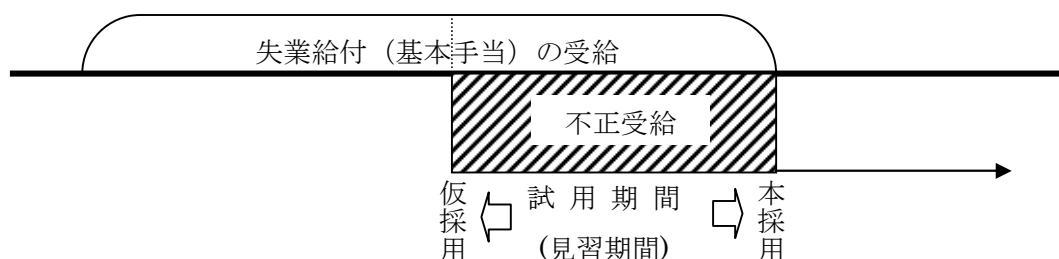 失業給付（基本手当）の受給
不正受給
仮採用
試用期間
(見習期間)
本採用